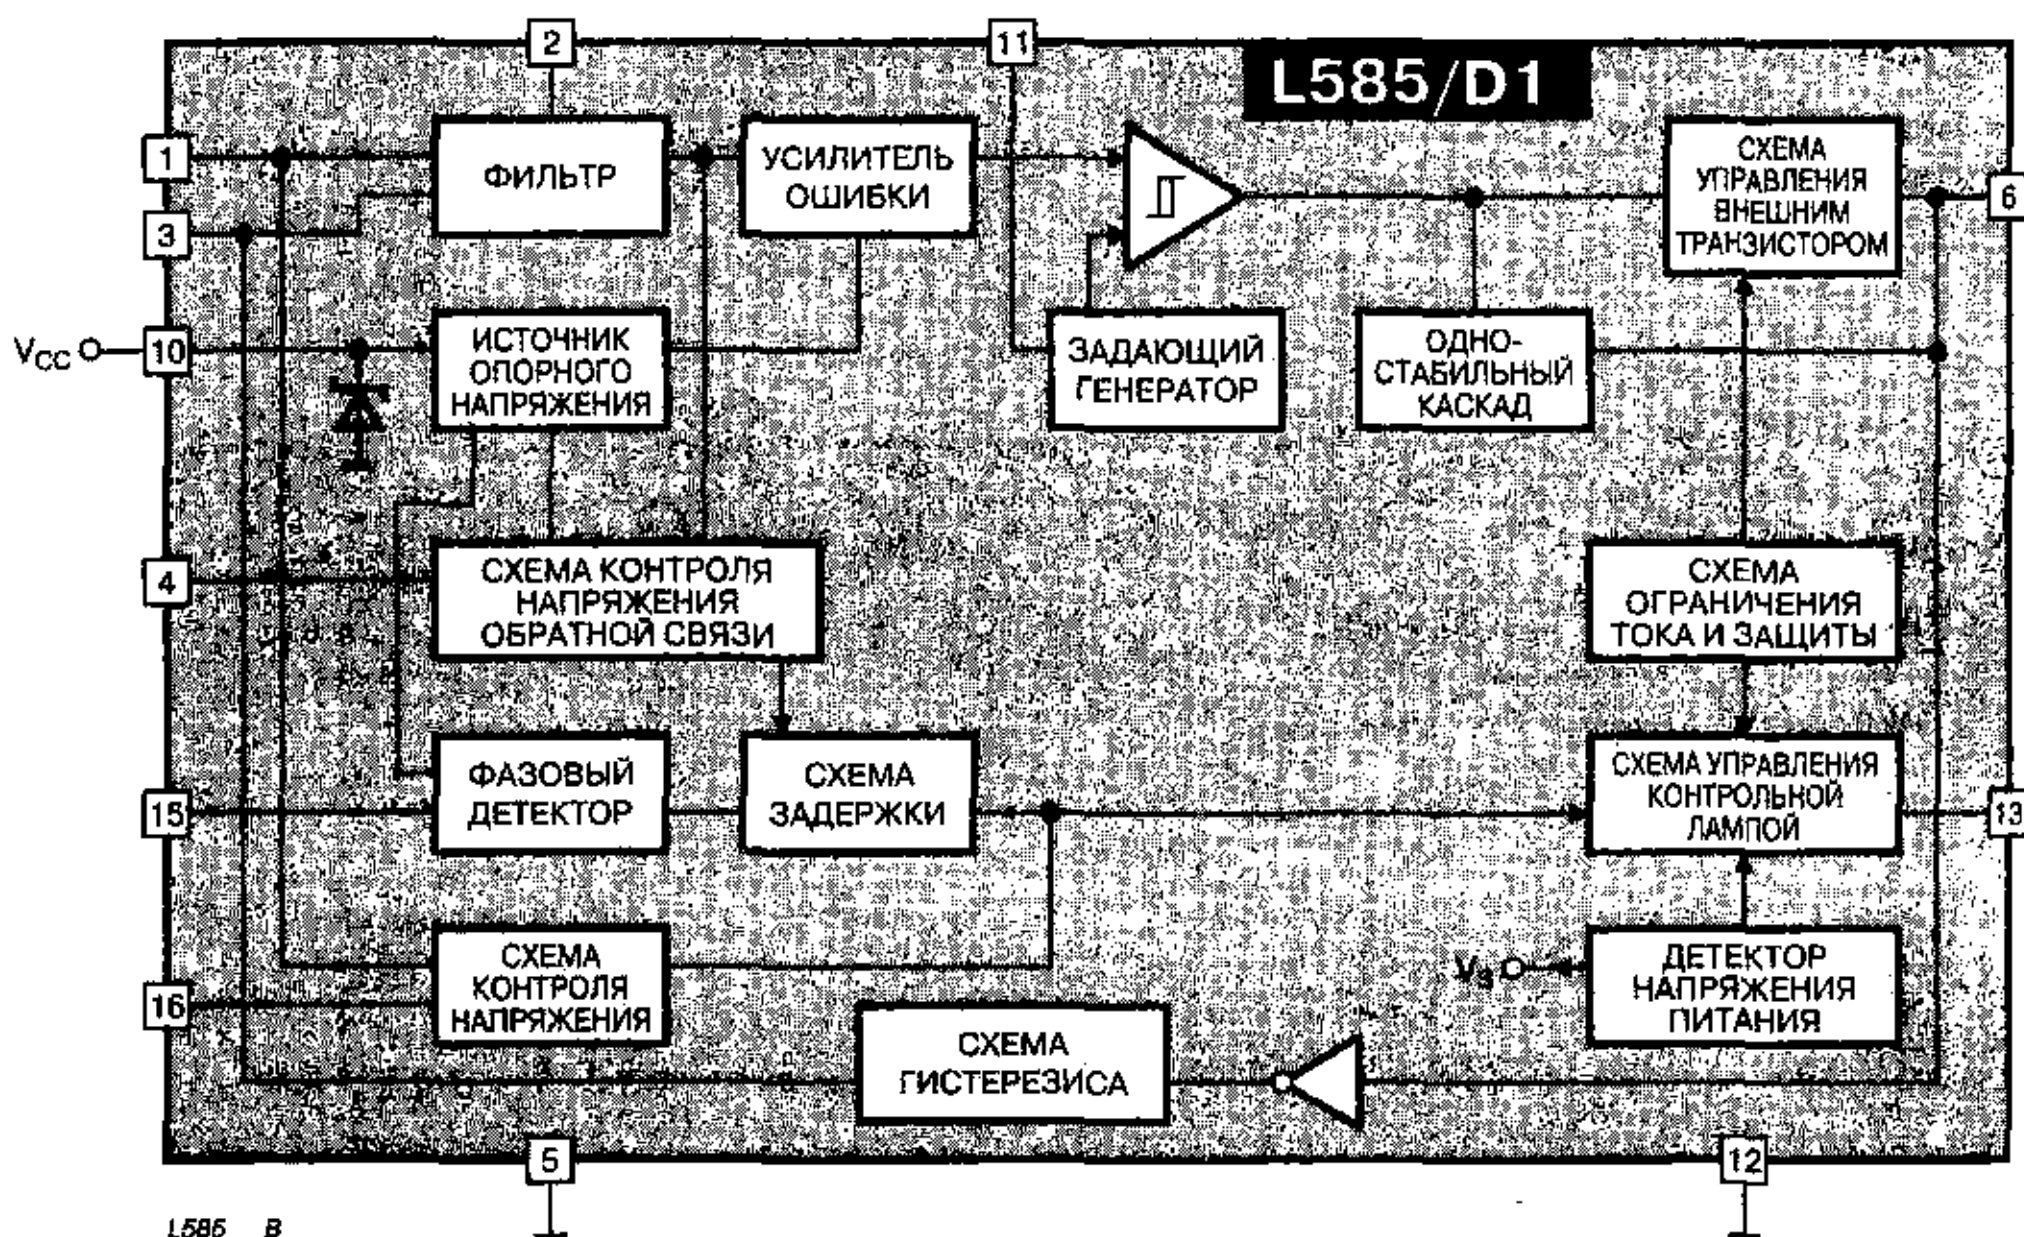 2
11
L585/D1
1
ФИЛЬТР
УСИЛИТЕЛЬ
ОШИБКИ
СХЕМА
УПРАВЛЕНИЯ
ВНЕШНИМ
ТРАНЗИСТОРОМ
6
3
VCC
10
ИСТОЧНИК
ОПОРНОГО
НАПРЯЖЕНИЯ
ЗАДАЮЩИЙ
ГЕНЕРАТОР
ОДНО-
СТАБИЛЬНЫЙ
КАСКАД
4
СХЕМА КОНТРОЛЯ
НАПРЯЖЕНИЯ
ОБРАТНОЙ СВЯЗИ
СХЕМА
ОГРАНИЧЕНИЯ
ТОКА И ЗАЩИТЫ
15
ФАЗОВЫЙ
ДЕТЕКТОР
СХЕМА
ЗАДЕРЖКИ
СХЕМА УПРАВЛЕНИЯ
КОНТРОЛЬНОЙ
ЛАМПОЙ
13
16
СХЕМА
КОНТРОЛЯ
НАПРЯЖЕНИЯ
VS
ДЕТЕКТОР
НАПРЯЖЕНИЯ
ПИТАНИЯ
СХЕМА
ГИСТЕРЕЗИСА
5
12
L585 B